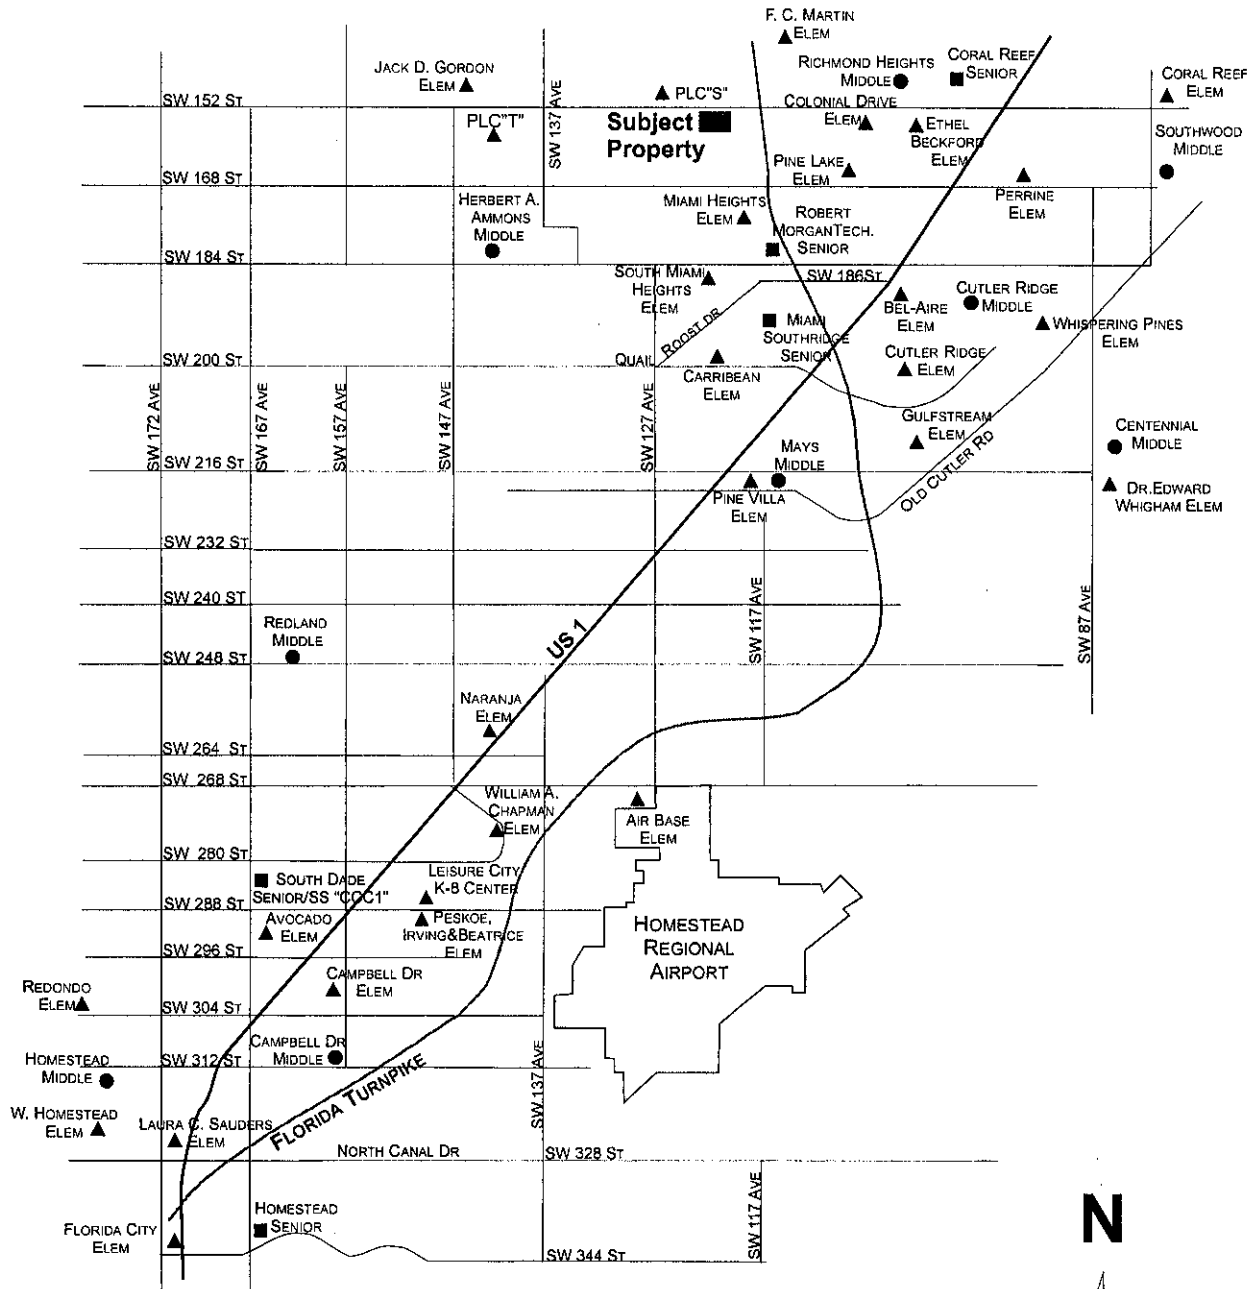 F. C. MARTIN
ELEM
JACK D. GORDON
ELEM
RICHMOND HEIGHTS
MIDDLE
CORAL REEF
SENIOR
CORAL REEF
ELEM
SW 152 ST
SW 137 AVE
PLC"S"
PLC"T"
Subject
Property
COLONIAL DRIVE
ELEM
ETHEL
BECKFORD
ELEM
SOUTHWOOD
MIDDLE
PINE LAKE
ELEM
PERRINE
ELEM
SW 168 ST
HERBERT A.
AMMONS
MIDDLE
MIAMI HEIGHTS
ELEM
ROBERT
MORGANTECH.
SENIOR
SW 184 ST
SOUTH MIAMI
HEIGHTS
ELEM
SW 186ST
BEL-AIRE
ELEM
CUTLER RIDGE
MIDDLE
WHISPERING PINES
ELEM
MIAMI
SOUTHRIDGE
SENIOR
QUAIL ROOST DR
SW 200 ST
CARRIBEAN
ELEM
CUTLER RIDGE
ELEM
SW 172 AVE
SW 167 AVE
SW 157 AVE
SW 147 AVE
SW 127 AVE
GULFSTREAM
ELEM
CENTENNIAL
MIDDLE
MAYS
MIDDLE
OLD CUTLER RD
SW 216 ST
PINE VILLA
ELEM
DR.EDWARD
WHIGHAM ELEM
SW 232 ST
SW 240 ST
SW 117 AVE
SW 87 AVE
REDLAND
MIDDLE
US 1
SW 248 ST
NARANJA
ELEM
SW 264 ST
SW 268 ST
WILLIAM A.
CHAPMAN
ELEM
AIR BASE
ELEM
SW 280 ST
SOUTH DADE
SENIOR/SS "CCC1"
LEISURE CITY
K-8 CENTER
SW 288 ST
AVOCADO
ELEM
PESKOE,
IRVING&BEATRICE
ELEM
HOMESTEAD
REGIONAL
AIRPORT
SW 296 ST
CAMPBELL DR
ELEM
REDONDO
ELEM
SW 304 ST
CAMPBELL DR
MIDDLE
SW 312 ST
HOMESTEAD
MIDDLE
SW 137 AVE
FLORIDA TURNPIKE
W. HOMESTEAD
ELEM
LAURA C. SAUDERS
ELEM
NORTH CANAL DR
SW 328 ST
SW 117 AVE
HOMESTEAD
SENIOR
FLORIDA CITY
ELEM
SW 344 ST
N